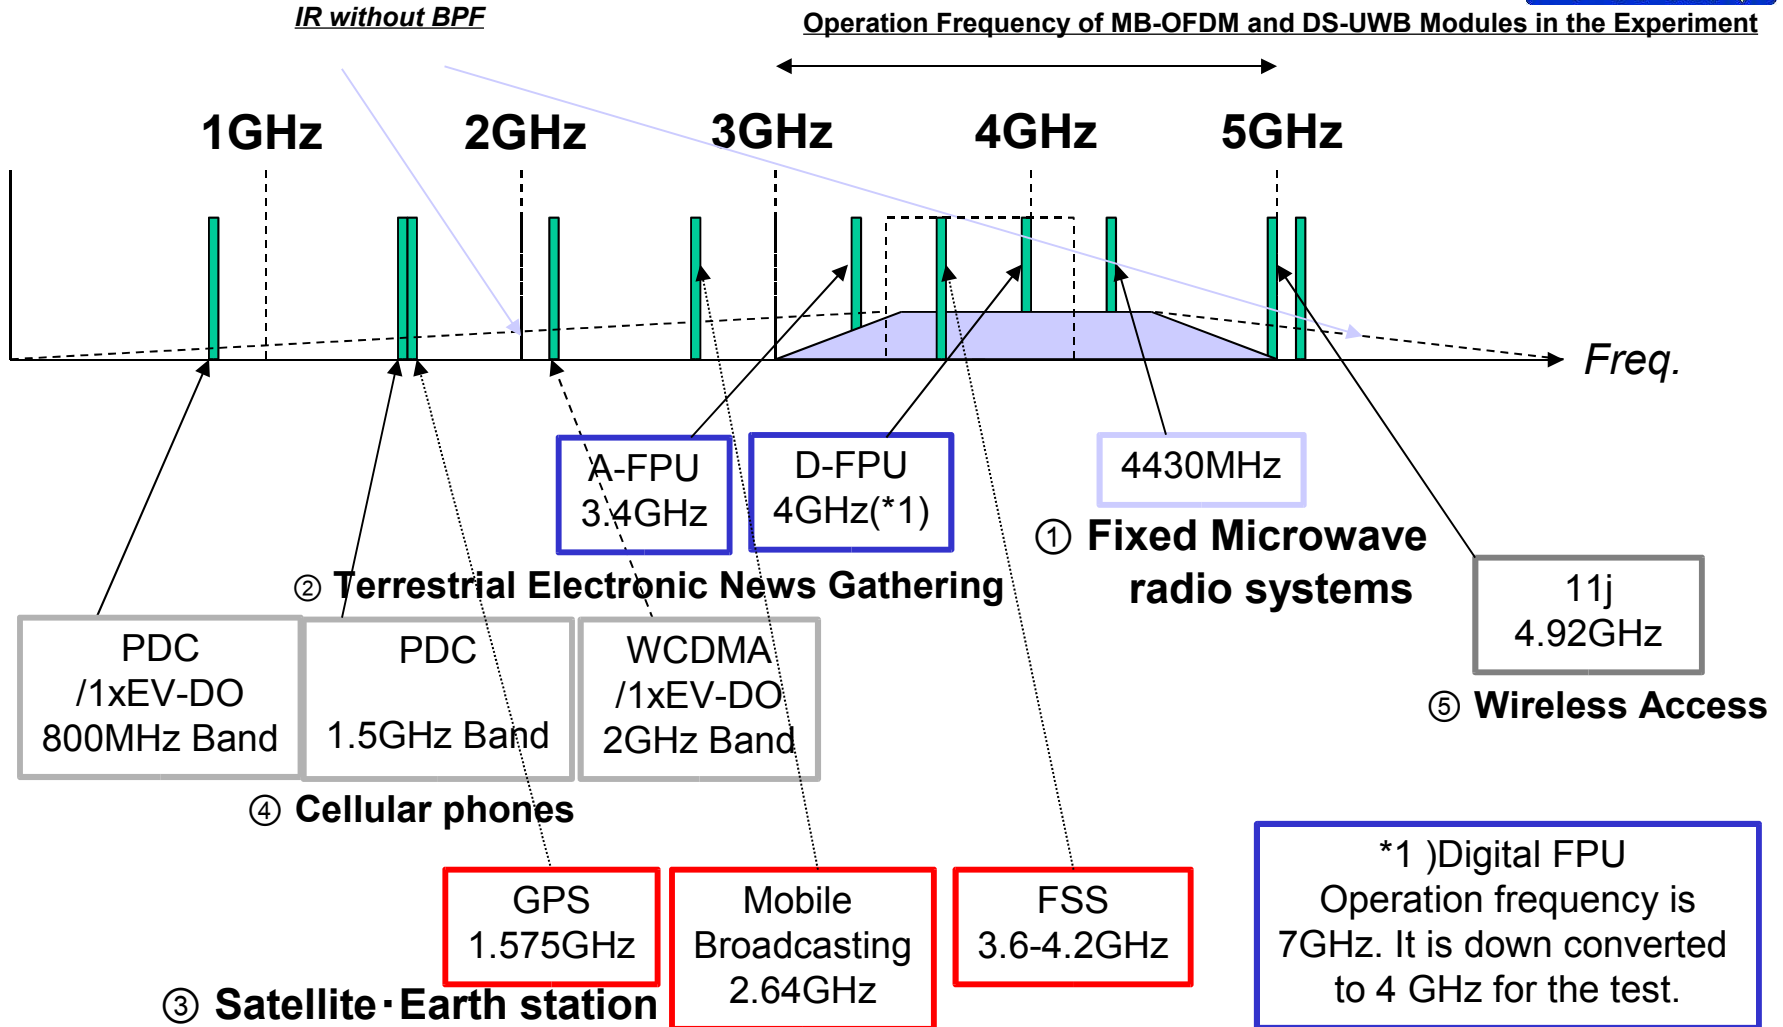 IR without BPF
Operation Frequency of MB-OFDM and DS-UWB Modules in the Experiment
1GHz
2GHz
3GHz
4GHz
5GHz
Freq.
A-FPU
3.4GHz
D-FPU
4GHz(*1)
4430MHz
① Fixed Microwave
radio systems
② Terrestrial Electronic News Gathering
11j
4.92GHz
⑤ Wireless Access
PDC
/1xEV-DO
800MHz Band
PDC
1.5GHz Band
WCDMA
/1xEV-DO
2GHz Band
④ Cellular phones
GPS
1.575GHz
Mobile
Broadcasting
2.64GHz
FSS
3.6-4.2GHz
③ Satellite・Earth station
*1 )Digital FPU
Operation frequency is
7GHz. It is down converted
to 4 GHz for the test.